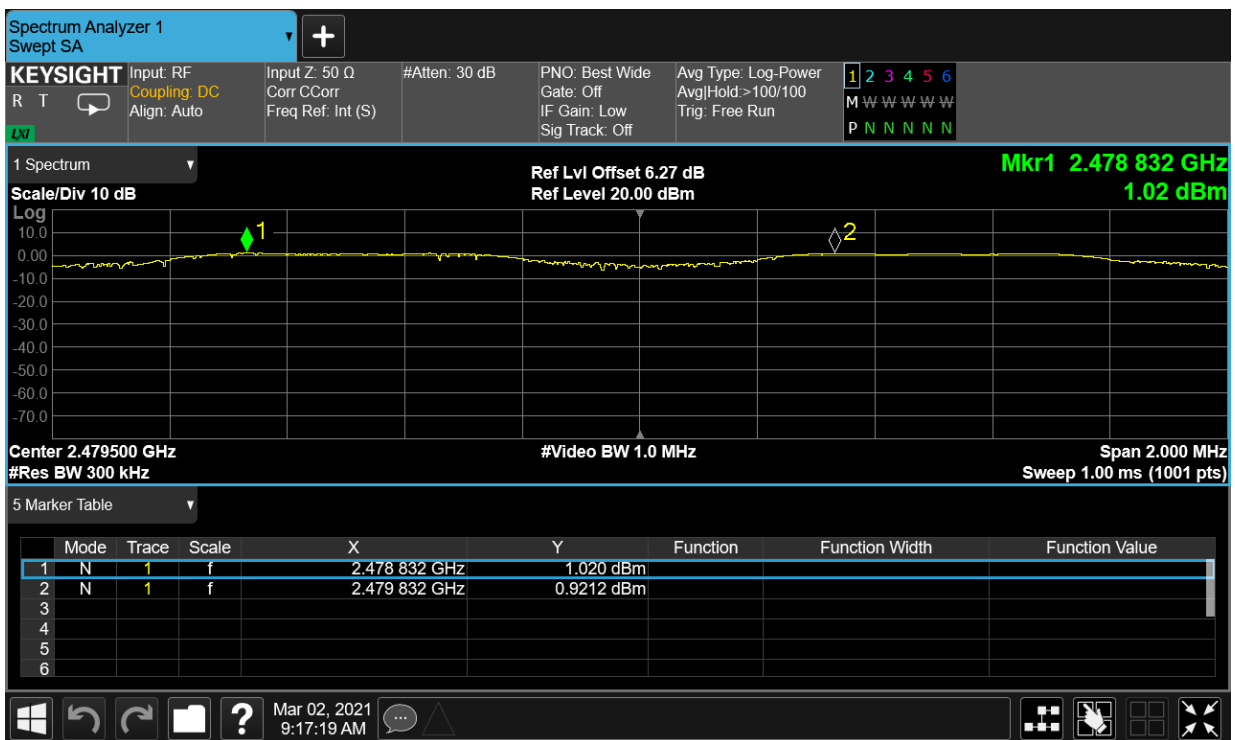 Spectrum Analyzer 1
Swept SA
+
KEYSIGHT Input: RF Input Z: 50 Ω #Atten: 30 dB PNO: Best Wide Avg Type: Log-Power 1 2 3 4 5 6
R T Coupling: DC Corr CCorr Gate: Off Avg|Hold:>100/100 M W W W W W
Align: Auto Freq Ref: Int (S) IF Gain: Low Trig: Free Run
LXI Sig Track: Off P N N N N N
1 Spectrum Ref Lvl Offset 6.27 dB Mkr1 2.478 832 GHz
Scale/Div 10 dB Ref Level 20.00 dBm 1.02 dBm
Log
10.0 1 2
0.00
-10.0
-20.0
-30.0
-40.0
-50.0
-60.0
-70.0
Center 2.479500 GHz #Video BW 1.0 MHz Span 2.000 MHz
#Res BW 300 kHz Sweep 1.00 ms (1001 pts)
5 Marker Table
Mode Trace Scale X Y Function Function Width Function Value
1 N 1 f 2.478 832 GHz 1.020 dBm
2 N 1 f 2.479 832 GHz 0.9212 dBm
3
4
5
6
? Mar 02, 2021
9:17:19 AM